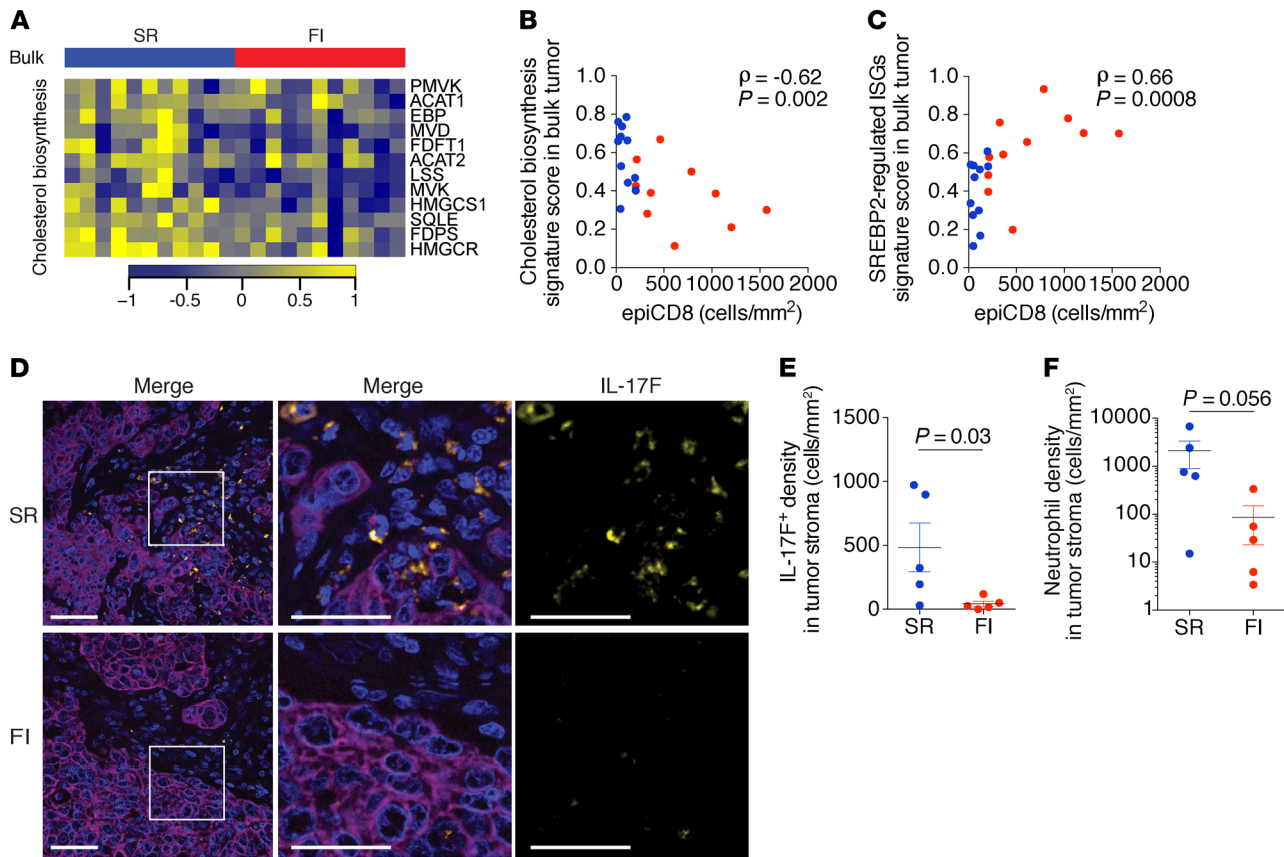 A
SR
FI
Bulk
Cholesterol biosynthesis
PMVK
ACAT1
EBP
MVD
FDFT1
ACAT2
LSS
MVK
HMGCS1
SQLE
FDPS
HMGCR
−1
-0.5
0
0.5
1
B
ρ = -0.62
P = 0.002
Cholesterol biosynthesis
signature score in bulk tumor
1.0
0.8
0.6
0.4
0.2
0.0
0
500
1000
1500
2000
epiCD8 (cells/mm²)
C
ρ = 0.66
P = 0.0008
SREBP2-regulated ISGs
signature score in bulk tumor
1.0
0.8
0.6
0.4
0.2
0.0
0
500
1000
1500
2000
epiCD8 (cells/mm²)
D
Merge
Merge
IL-17F
SR
FI
E
IL-17F⁺ density
in tumor stroma (cells/mm²)
1500
1000
500
0
P = 0.03
SR
FI
F
Neutrophil density
in tumor stroma (cells/mm²)
P = 0.056
10000
1000
100
10
1
SR
FI